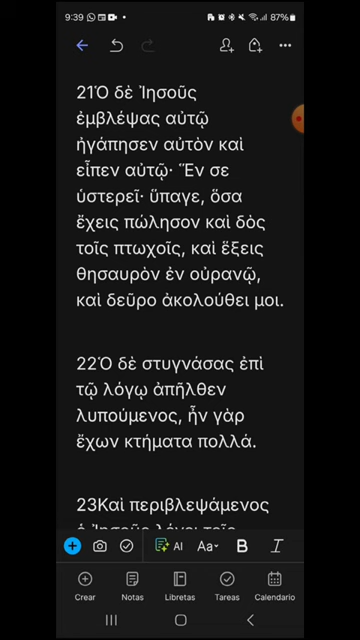 9:39
87%
21Ὁ δὲ Ἰησοῦς
ἐμβλέψας αὐτῷ
ἠγάπησεν αὐτὸν καὶ
εἶπεν αὐτῷ· Ἕν σε
ὑστερεῖ· ὕπαγε, ὅσα
ἔχεις πώλησον καὶ δὸς
τοῖς πτωχοῖς, καὶ ἕξεις
θησαυρὸν ἐν οὐρανῷ,
καὶ δεῦρο ἀκολούθει μοι.
22Ὁ δὲ στυγνάσας ἐπὶ
τῷ λόγῳ ἀπῆλθεν
λυπούμενος, ἦν γὰρ
ἔχων κτήματα πολλά.
23Καὶ περιβλεψάμενος
ὁ Ἰησοῦς λέγει τοῖς
AI Aa B I
Crear Notas Libretas Tareas Calendario